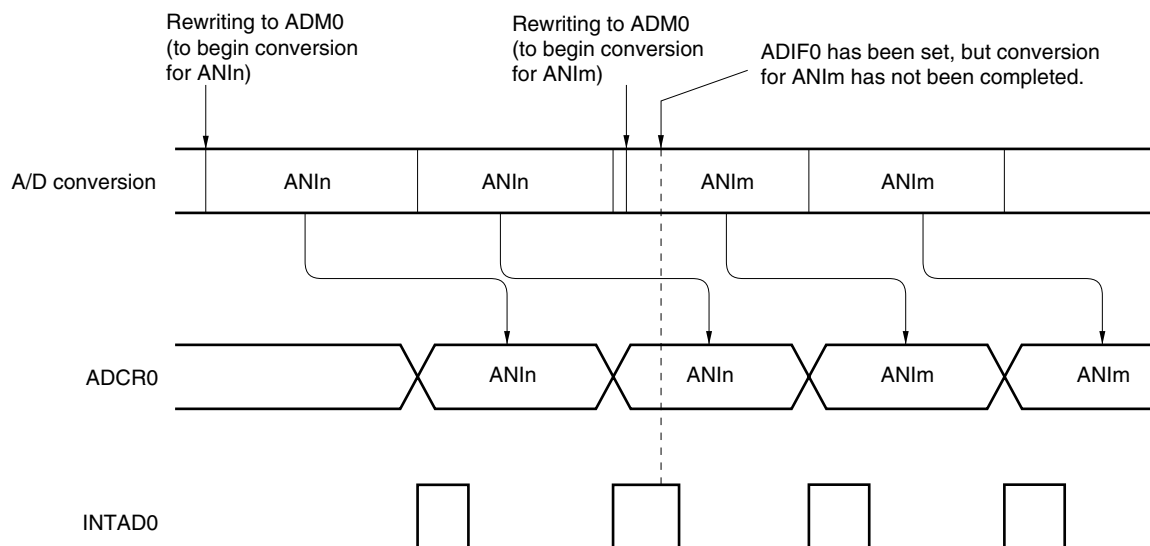 Rewriting to ADM0
(to begin conversion
for ANIn)
Rewriting to ADM0
(to begin conversion
for ANIm)
ADIF0 has been set, but conversion
for ANIm has not been completed.
A/D conversion
ANIn
ANIn
ANIm
ANIm
ADCR0
ANIn
ANIn
ANIm
ANIm
INTAD0